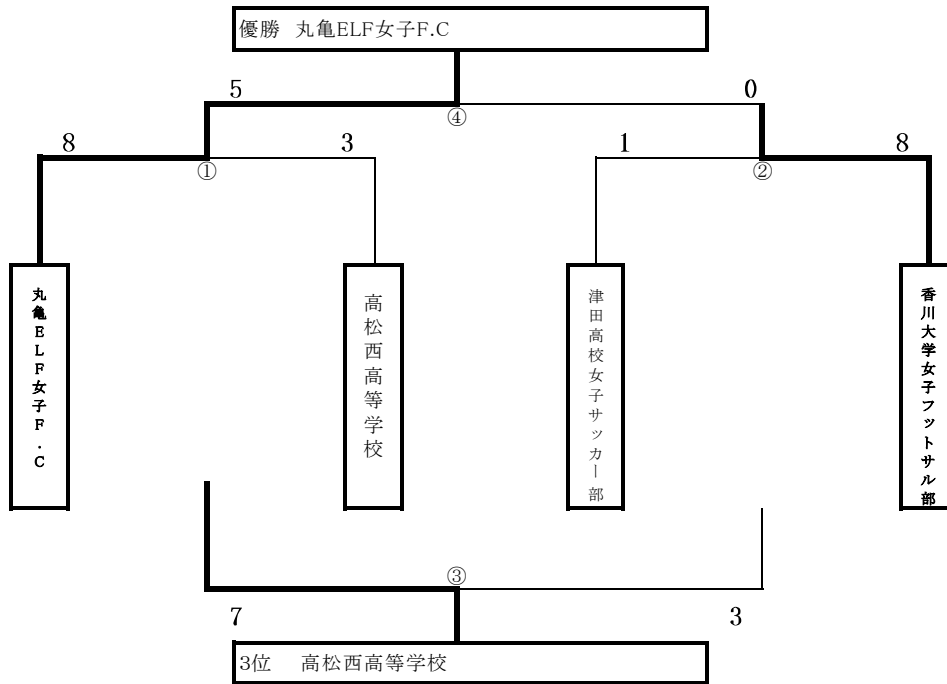 優勝 丸亀ELF女子F.C
5
0
④
8
3
1
8
①
②
丸亀ELF女子F.C
高松西高等学校
津田高校女子サッカー部
香川大学女子フットサル部
③
7
3
3位 高松西高等学校